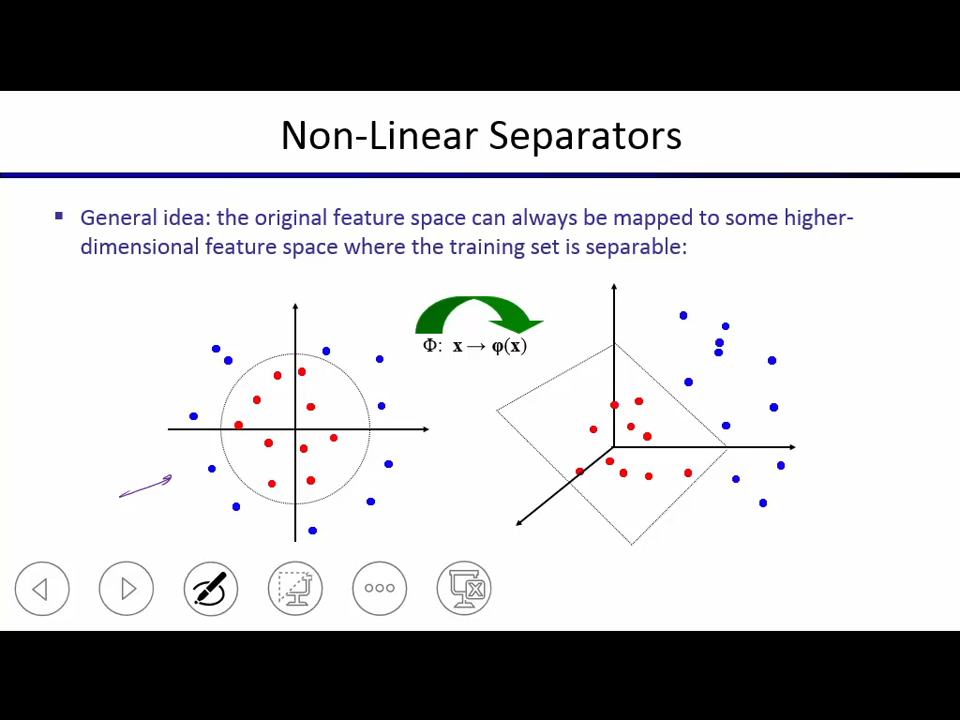 Non-Linear Separators
▪ General idea: the original feature space can always be mapped to some higher-
dimensional feature space where the training set is separable:
Φ: x → φ(x)